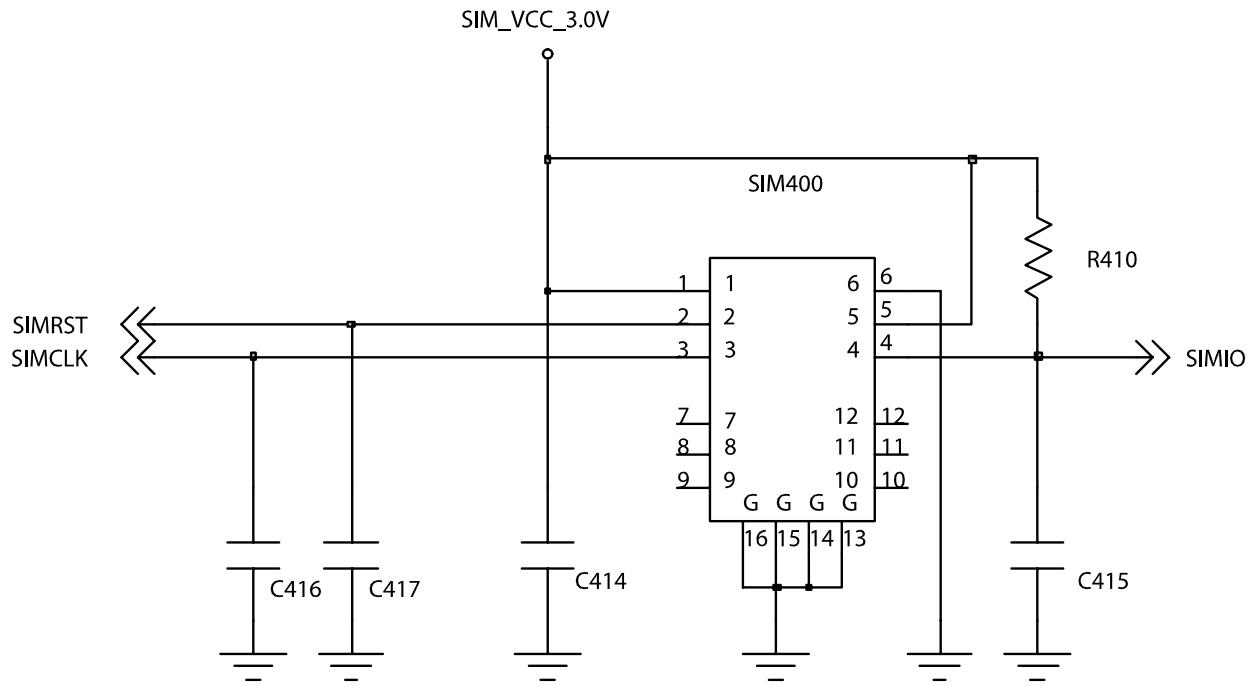 SIM_VCC_3.0V
SIM400
R410
1 1 6 6
SIMRST 2 2 5 5
SIMCLK 3 3 4 4 SIMIO
7 7 12 12
8 8 11 11
9 9 10 10
G G G G
16 15 14 13
C416 C417 C414 C415